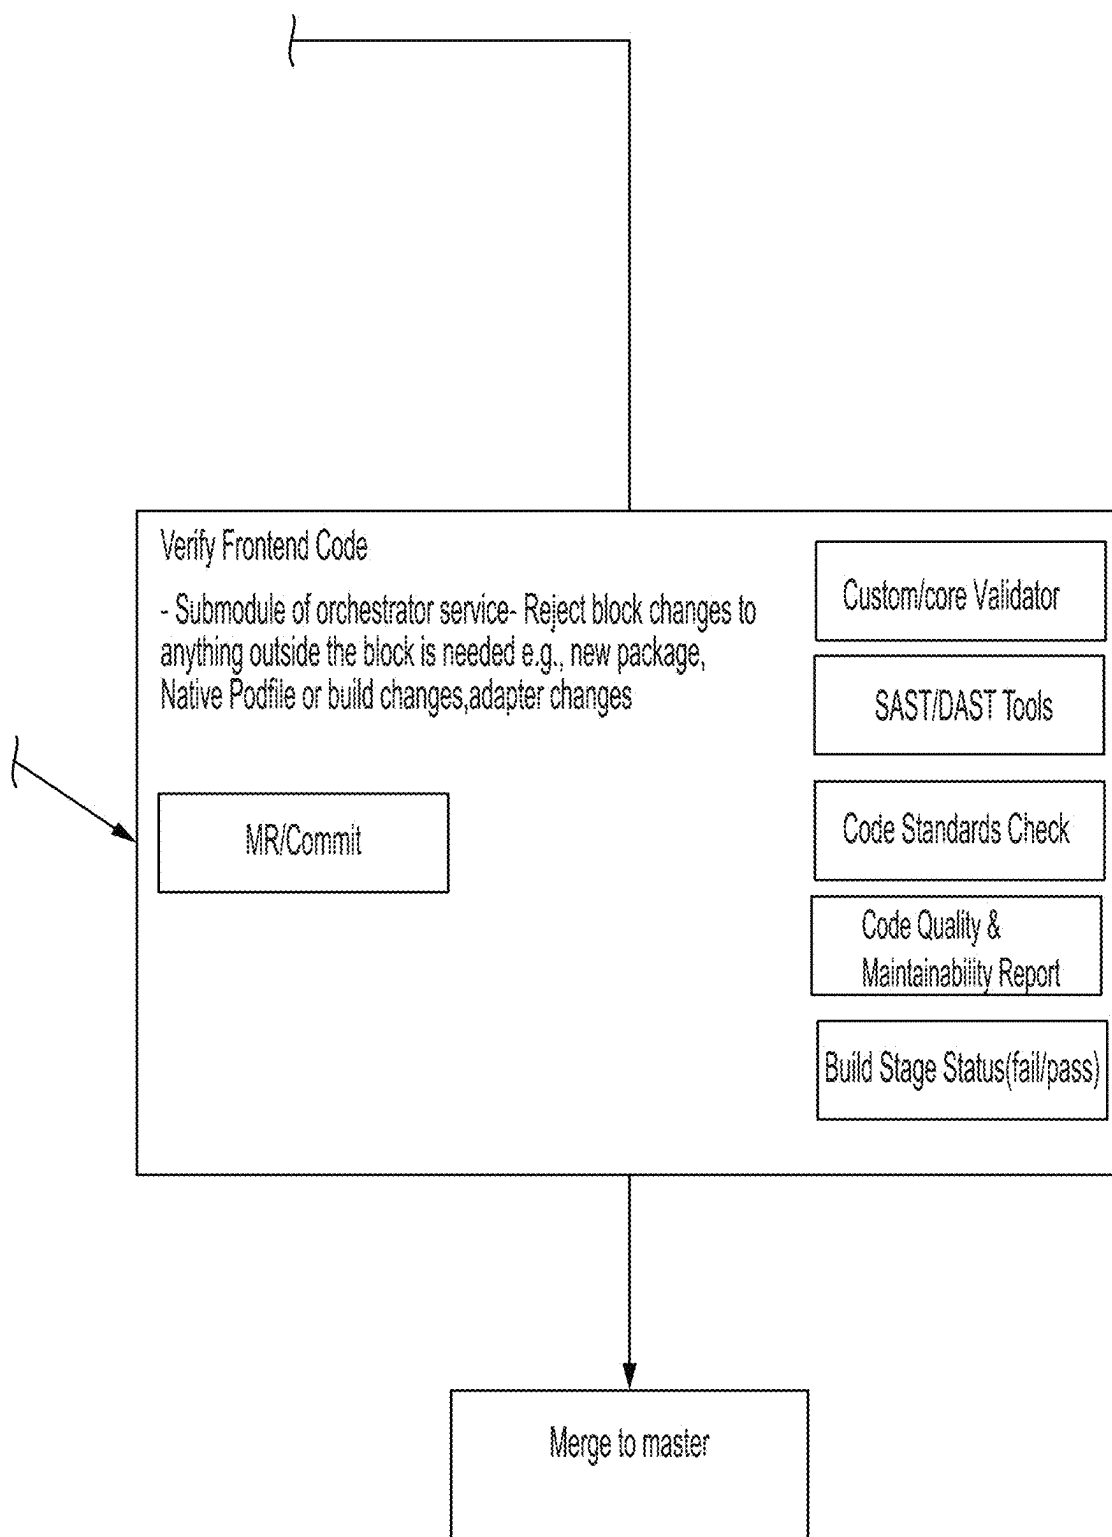 Verify Frontend Code
- Submodule of orchestrator service- Reject block changes to
anything outside the block is needed e.g., new package,
Native Podfile or build changes,adapter changes
MR/Commit
Custom/core Validator
SAST/DAST Tools
Code Standards Check
Code Quality &
Maintainability Report
Build Stage Status(fail/pass)
Merge to master